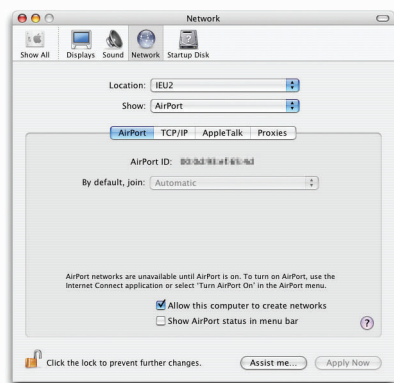 Network
Show All Displays Sound Network Startup Disk
Location: IEU2
Show: AirPort
AirPort TCP/IP AppleTalk Proxies
AirPort ID:
By default, join: Automatic
AirPort networks are unavailable until AirPort is on. To turn on AirPort, use the
Internet Connect application or select 'Turn AirPort On' in the AirPort menu.
Allow this computer to create networks
Show AirPort status in menu bar
?
Click the lock to prevent further changes. Assist me... Apply Now